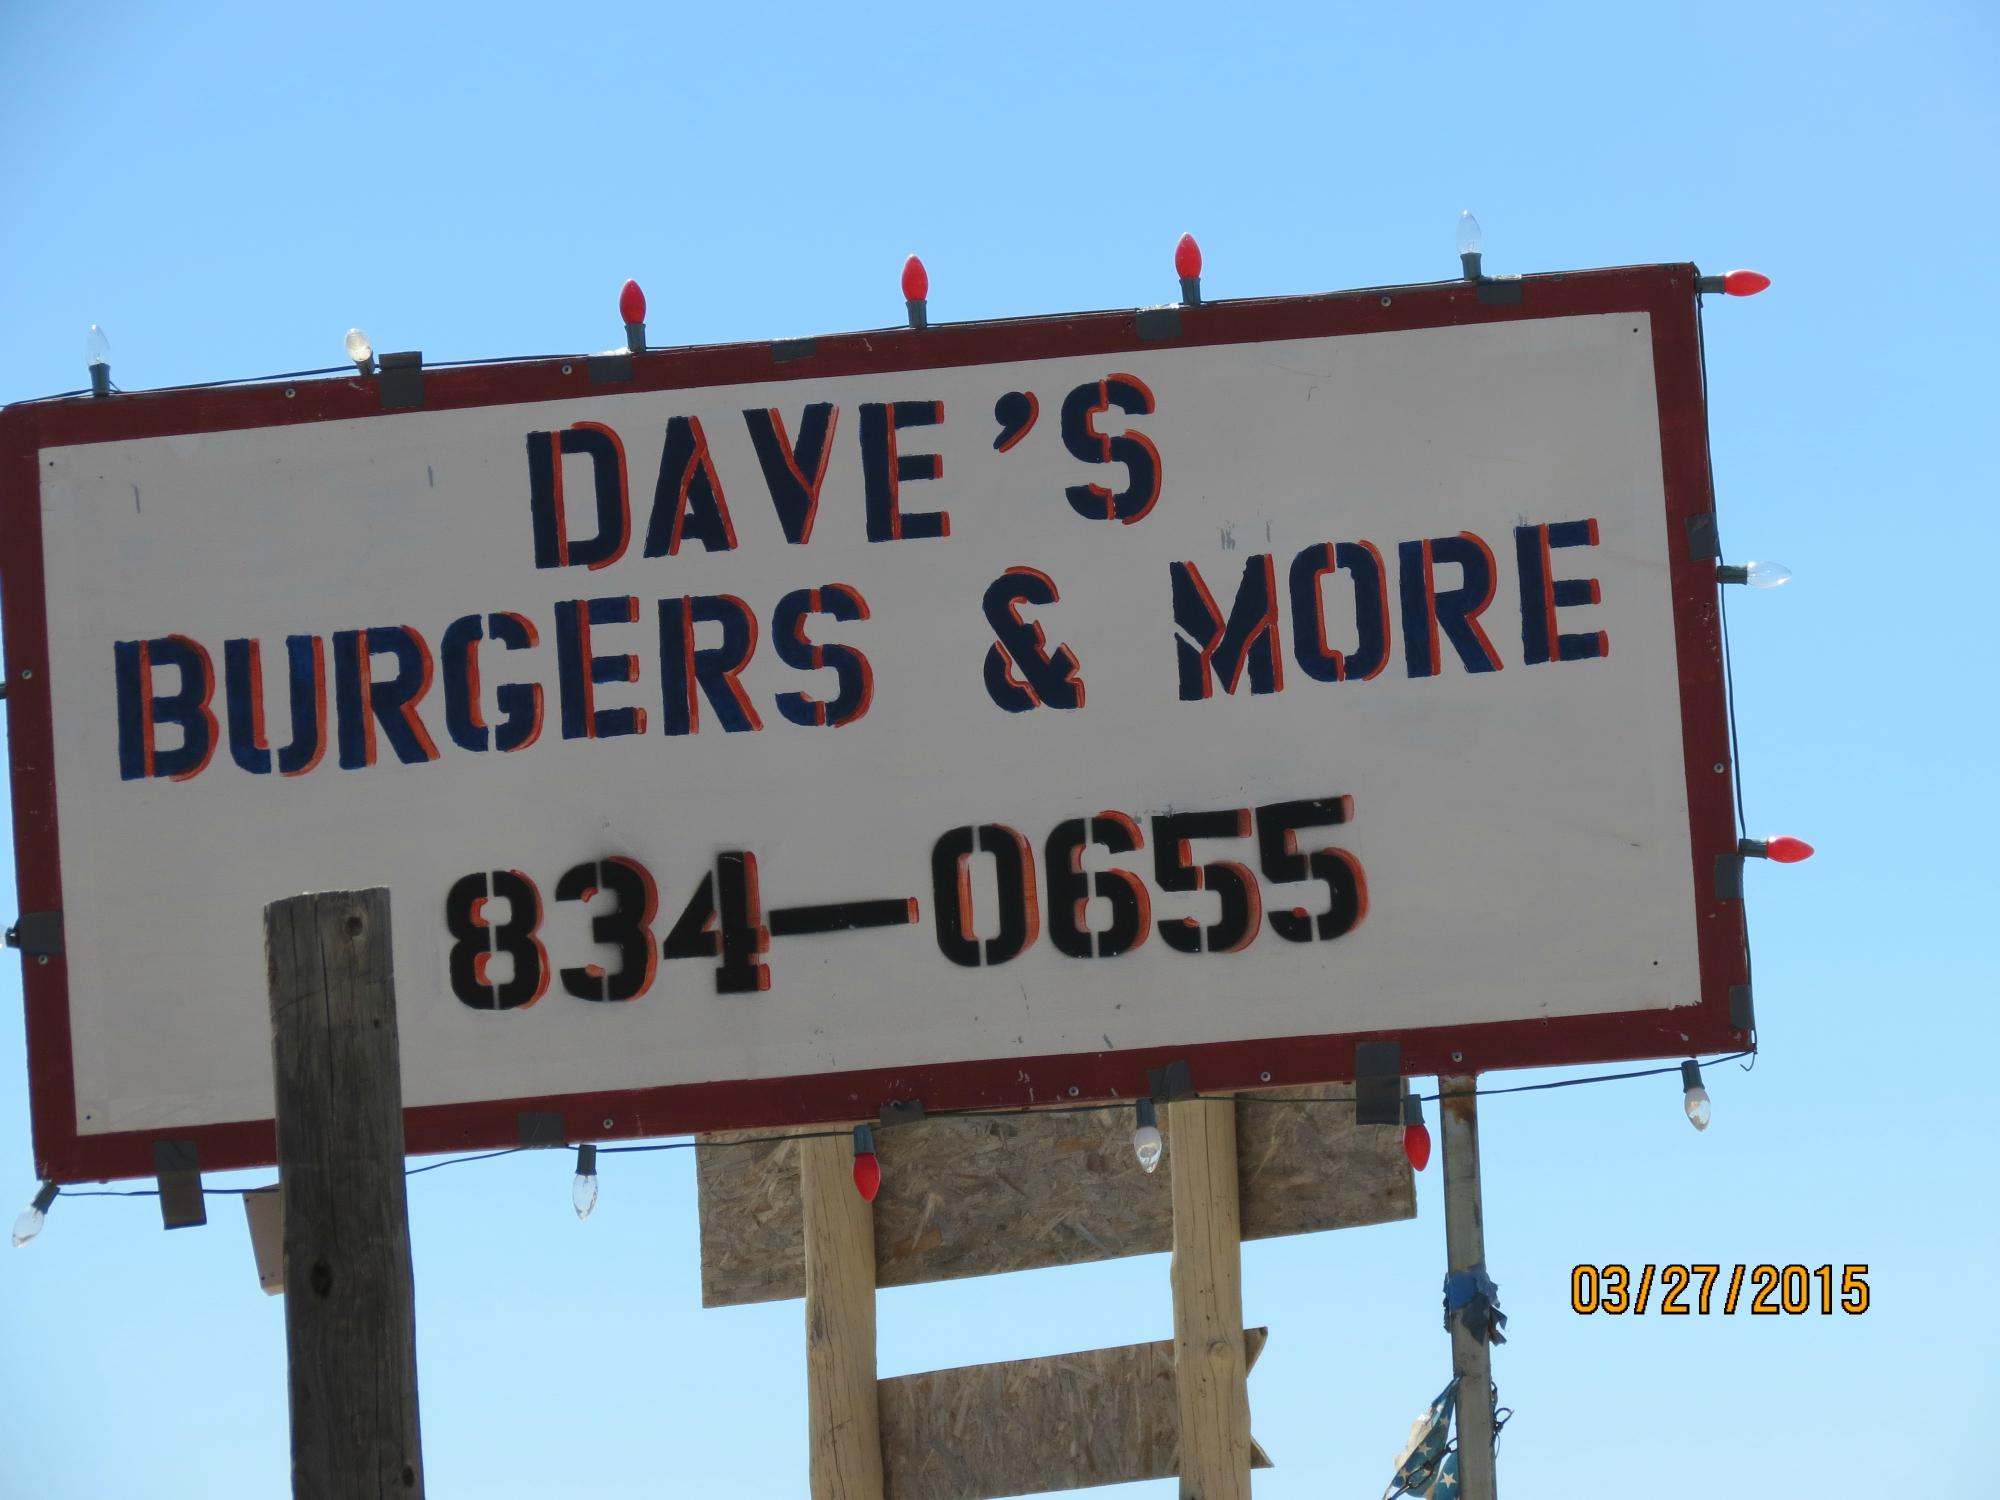 DAVE'S
BURGERS & MORE
834-0655
03/27/2015